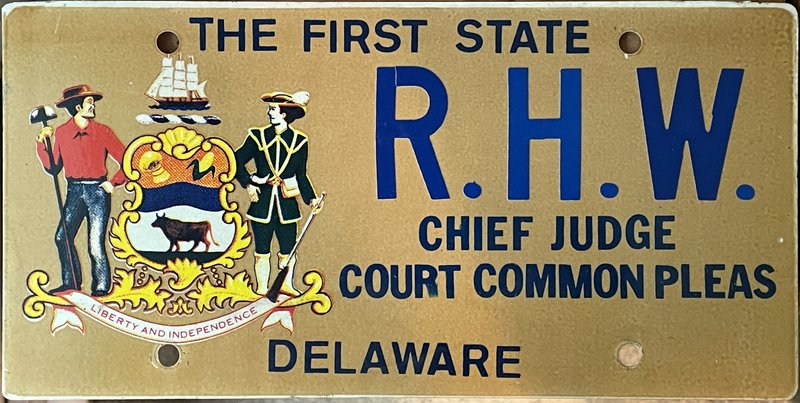 THE FIRST STATE
R.H.W.
CHIEF JUDGE
COURT COMMON PLEAS
LIBERTY AND INDEPENDENCE
DELAWARE